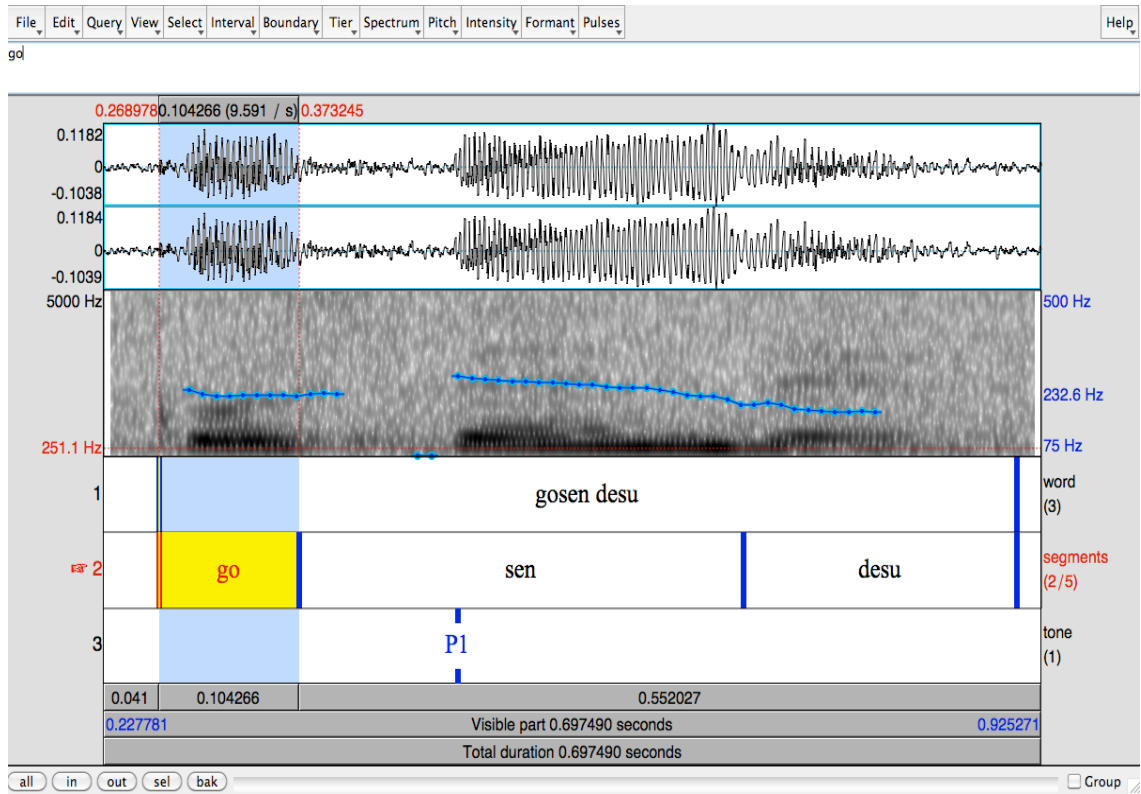 File Edit Query View Select Interval Boundary Tier Spectrum Pitch Intensity Formant Pulses Help
go
0.268978 0.104266 (9.591 / s) 0.373245
0.1182
0
-0.1038
0.1184
0
-0.1039
5000 Hz 500 Hz
232.6 Hz
251.1 Hz 75 Hz
1 gosen desu word (3)
2 go sen desu segments (2/5)
3 P1 tone (1)
0.041 0.104266 0.552027
0.227781 Visible part 0.697490 seconds 0.925271
Total duration 0.697490 seconds
all in out sel bak Group